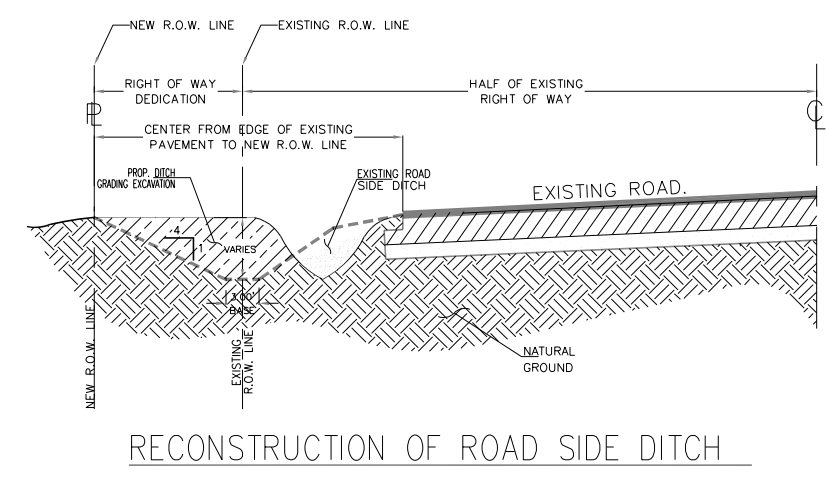 NEW R.O.W. LINE
EXISTING R.O.W. LINE
RIGHT OF WAY
DEDICATION
HALF OF EXISTING
RIGHT OF WAY
PL
CL
CENTER FROM EDGE OF EXISTING
PAVEMENT TO NEW R.O.W. LINE
PROP. DITCH
GRADING EXCAVATION
EXISTING ROAD
SIDE DITCH
EXISTING ROAD.
4
1
VARIES
3.00'
BASE
NEW R.O.W. LINE
EXISTING
R.O.W. LINE
NATURAL
GROUND
RECONSTRUCTION OF ROAD SIDE DITCH